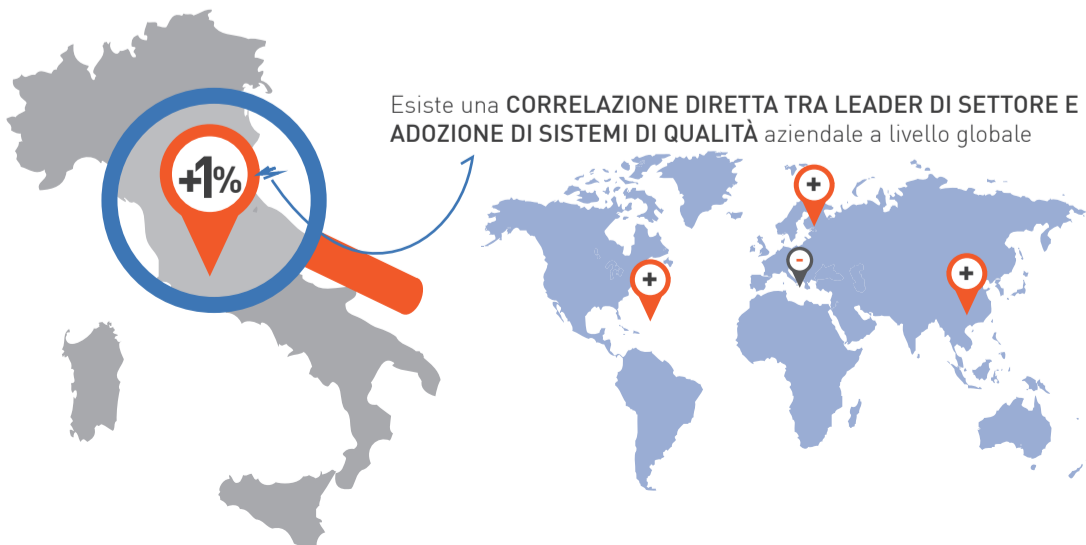 Esiste una CORRELAZIONE DIRETTA TRA LEADER DI SETTORE E
ADOZIONE DI SISTEMI DI QUALITÀ aziendale a livello globale
+1%
+
-
+
+